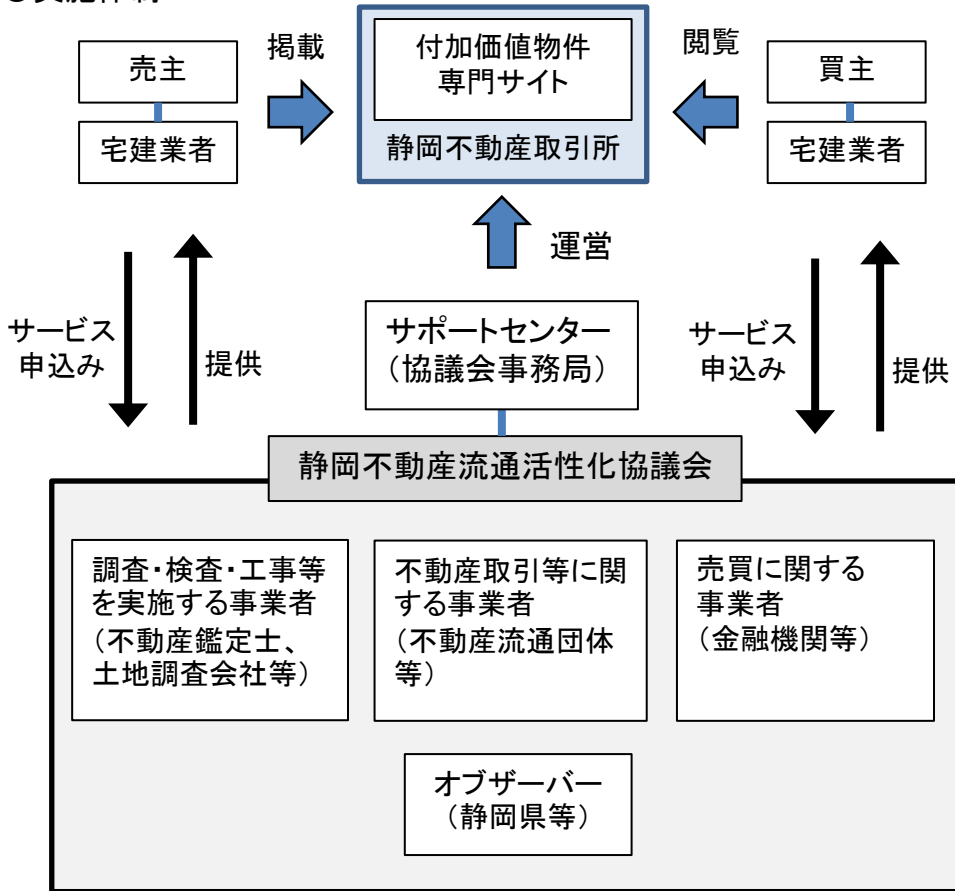 売主
宅建業者
掲載
付加価値物件
専門サイト
静岡不動産取引所
閲覧
買主
宅建業者
運営
サービス
申込み
提供
サポートセンター
（協議会事務局）
サービス
申込み
提供
静岡不動産流通活性化協議会
調査・検査・工事等
を実施する事業者
（不動産鑑定士、
土地調査会社等）
不動産取引等に関
する事業者
（不動産流通団体
等）
売買に関する
事業者
（金融機関等）
オブザーバー
（静岡県等）